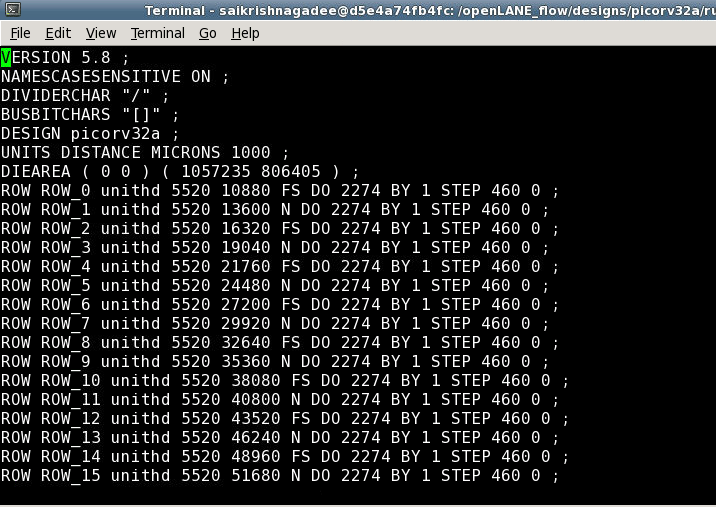 Terminal - saikrishnagadee@d5e4a74fb4fc: /openLANE_flow/designs/picorv32a/ru
File Edit View Terminal Go Help
VERSION 5.8 ;
NAMESCASESENSITIVE ON ;
DIVIDERCHAR "/" ;
BUSBITCHARS "[]" ;
DESIGN picorv32a ;
UNITS DISTANCE MICRONS 1000 ;
DIEAREA ( 0 0 ) ( 1057235 806405 ) ;
ROW ROW_0 unithd 5520 10880 FS DO 2274 BY 1 STEP 460 0 ;
ROW ROW_1 unithd 5520 13600 N DO 2274 BY 1 STEP 460 0 ;
ROW ROW_2 unithd 5520 16320 FS DO 2274 BY 1 STEP 460 0 ;
ROW ROW_3 unithd 5520 19040 N DO 2274 BY 1 STEP 460 0 ;
ROW ROW_4 unithd 5520 21760 FS DO 2274 BY 1 STEP 460 0 ;
ROW ROW_5 unithd 5520 24480 N DO 2274 BY 1 STEP 460 0 ;
ROW ROW_6 unithd 5520 27200 FS DO 2274 BY 1 STEP 460 0 ;
ROW ROW_7 unithd 5520 29920 N DO 2274 BY 1 STEP 460 0 ;
ROW ROW_8 unithd 5520 32640 FS DO 2274 BY 1 STEP 460 0 ;
ROW ROW_9 unithd 5520 35360 N DO 2274 BY 1 STEP 460 0 ;
ROW ROW_10 unithd 5520 38080 FS DO 2274 BY 1 STEP 460 0 ;
ROW ROW_11 unithd 5520 40800 N DO 2274 BY 1 STEP 460 0 ;
ROW ROW_12 unithd 5520 43520 FS DO 2274 BY 1 STEP 460 0 ;
ROW ROW_13 unithd 5520 46240 N DO 2274 BY 1 STEP 460 0 ;
ROW ROW_14 unithd 5520 48960 FS DO 2274 BY 1 STEP 460 0 ;
ROW ROW_15 unithd 5520 51680 N DO 2274 BY 1 STEP 460 0 ;